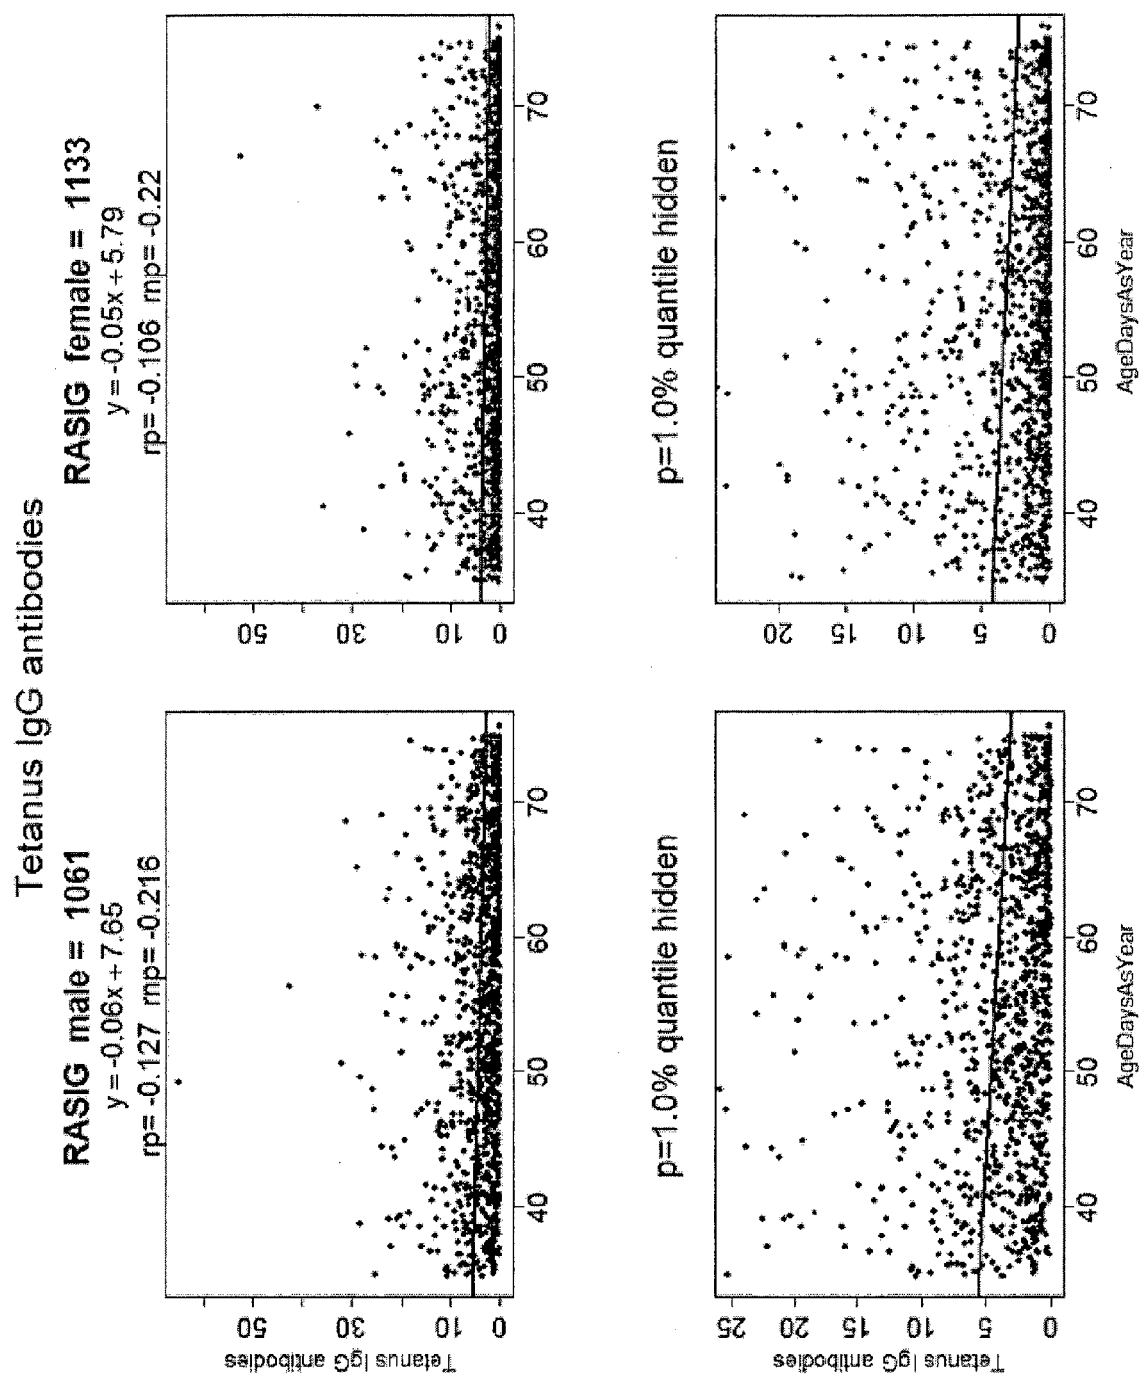 Tetanus IgG antibodies
RASIG male = 1061
y = -0.06x + 7.65
rp= -0.127 rnp= -0.216
Tetanus IgG antibodies
0 10 30 50
40 50 60 70
RASIG female = 1133
y = -0.05x + 5.79
rp= -0.106 rnp= -0.22
0 10 30 50
40 50 60 70
p=1.0% quantile hidden
Tetanus IgG antibodies
0 5 10 15 20 25
40 50 60 70
AgeDaysAsYear
p=1.0% quantile hidden
0 5 10 15 20
40 50 60 70
AgeDaysAsYear